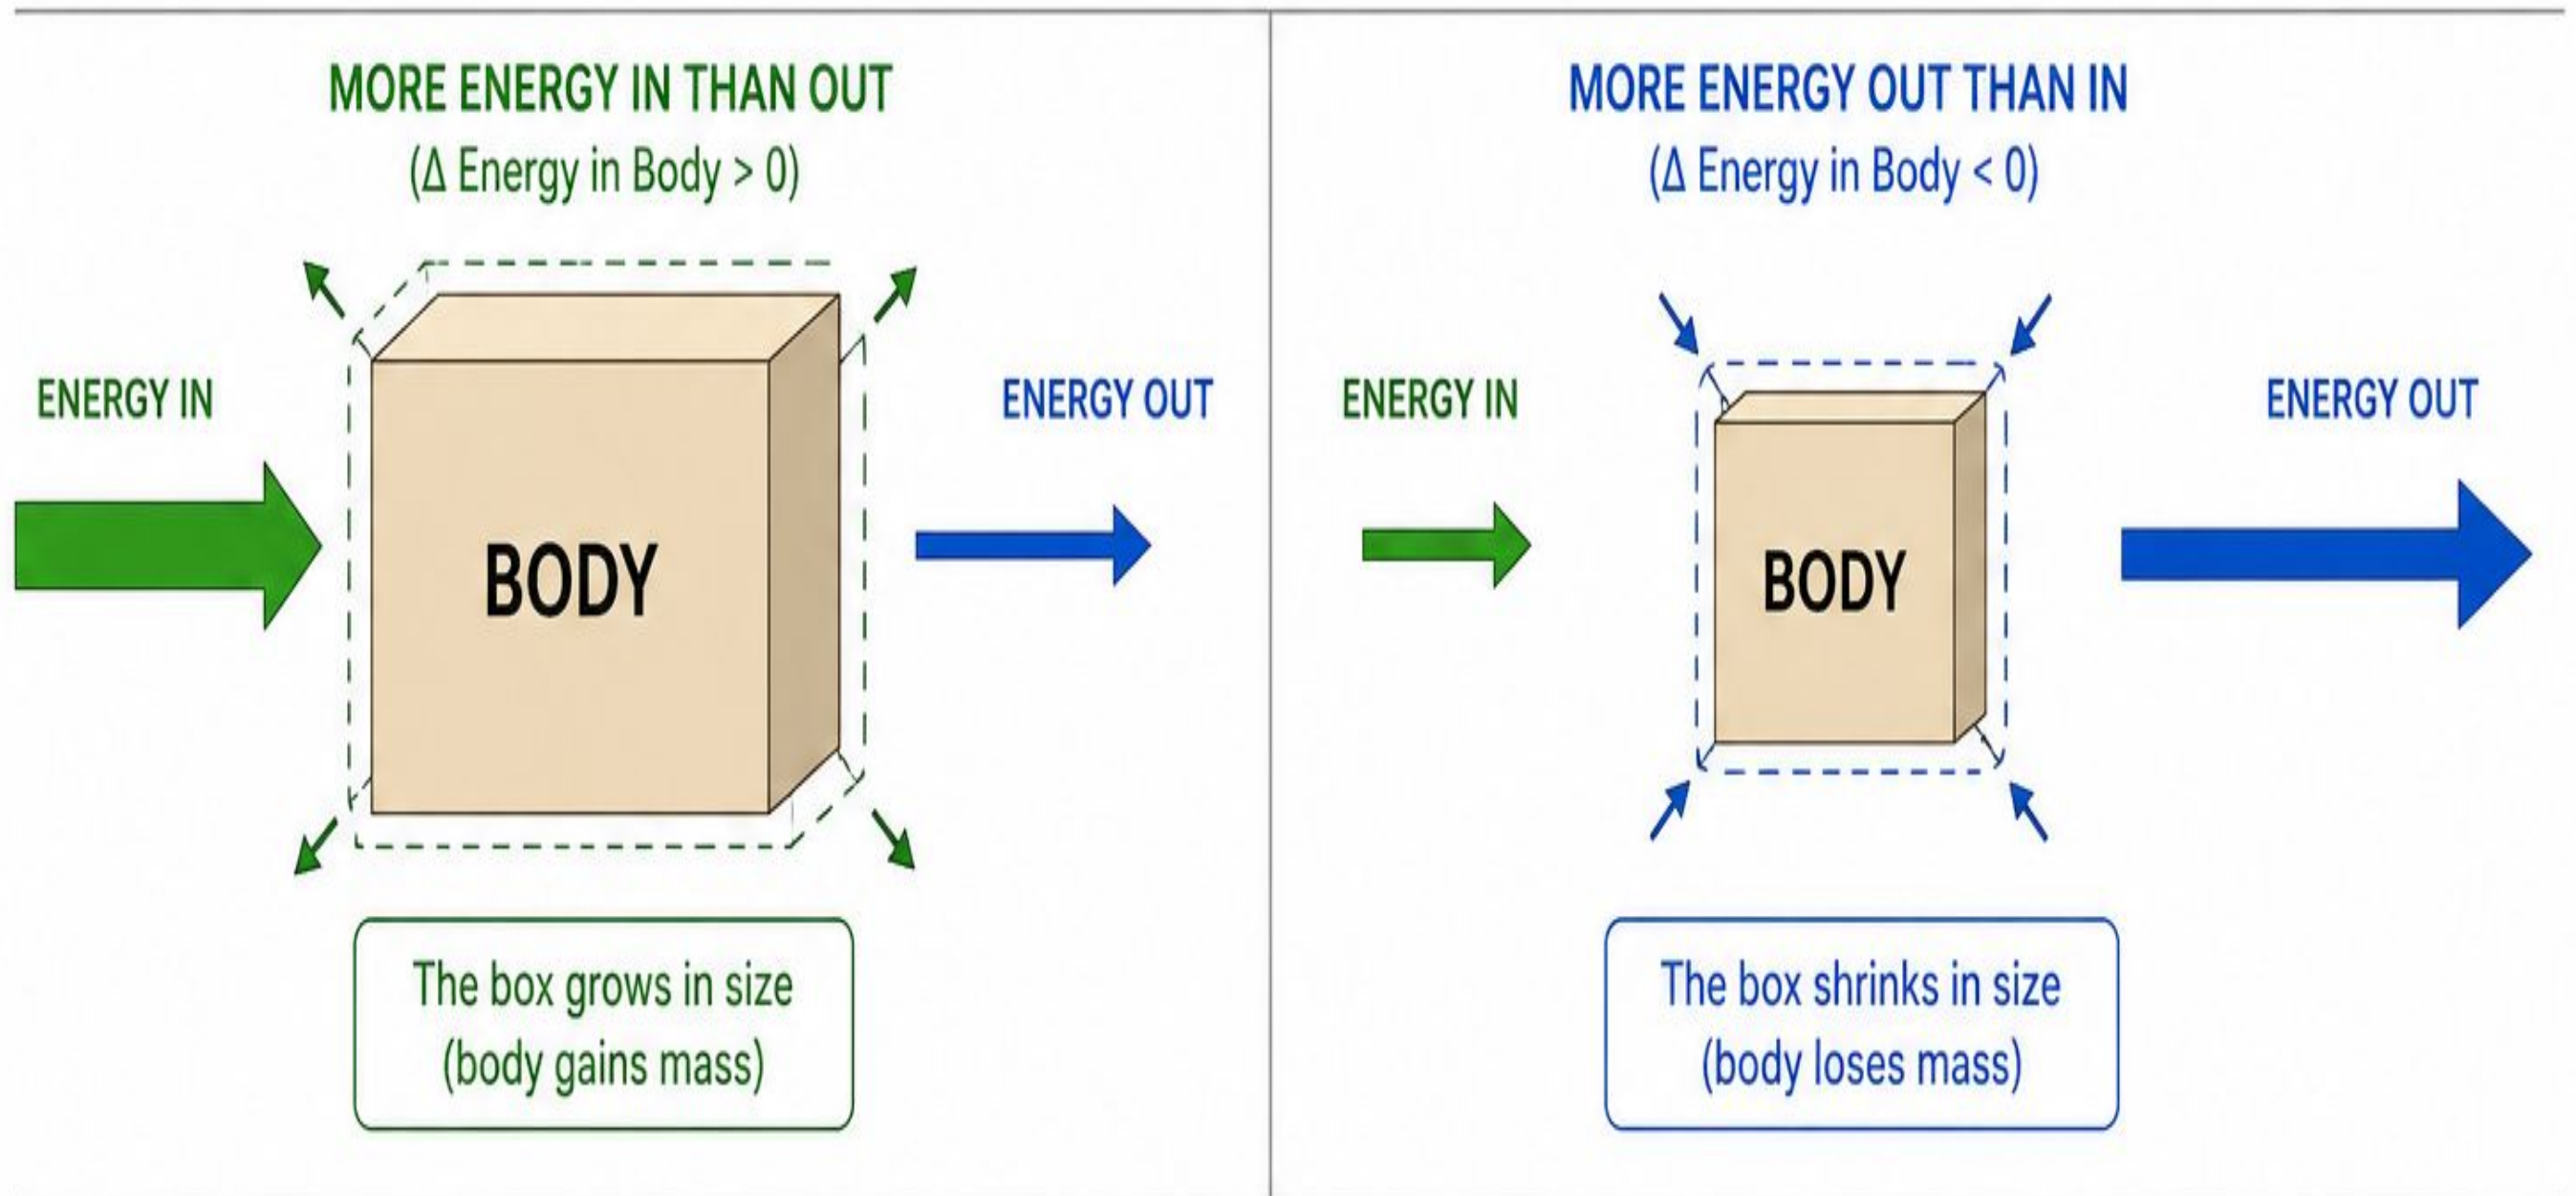 MORE ENERGY IN THAN OUT
(Δ Energy in Body > 0)
ENERGY IN
BODY
ENERGY OUT
The box grows in size
(body gains mass)
MORE ENERGY OUT THAN IN
(Δ Energy in Body < 0)
ENERGY IN
BODY
ENERGY OUT
The box shrinks in size
(body loses mass)